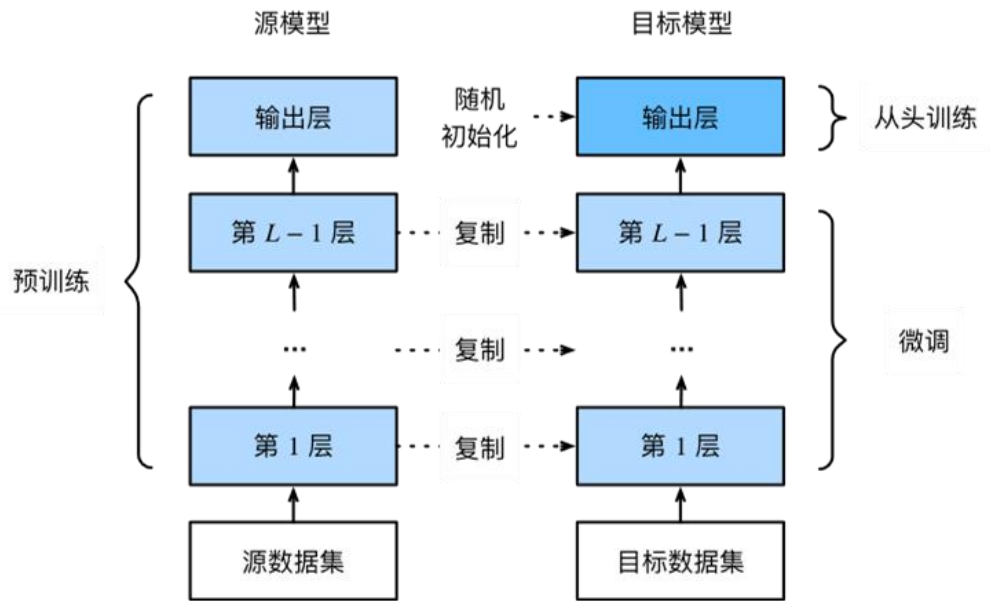 源模型
目标模型
输出层
随机
初始化
输出层
从头训练
第 L − 1 层
复制
第 L − 1 层
预训练
...
复制
...
微调
第 1 层
复制
第 1 层
源数据集
目标数据集